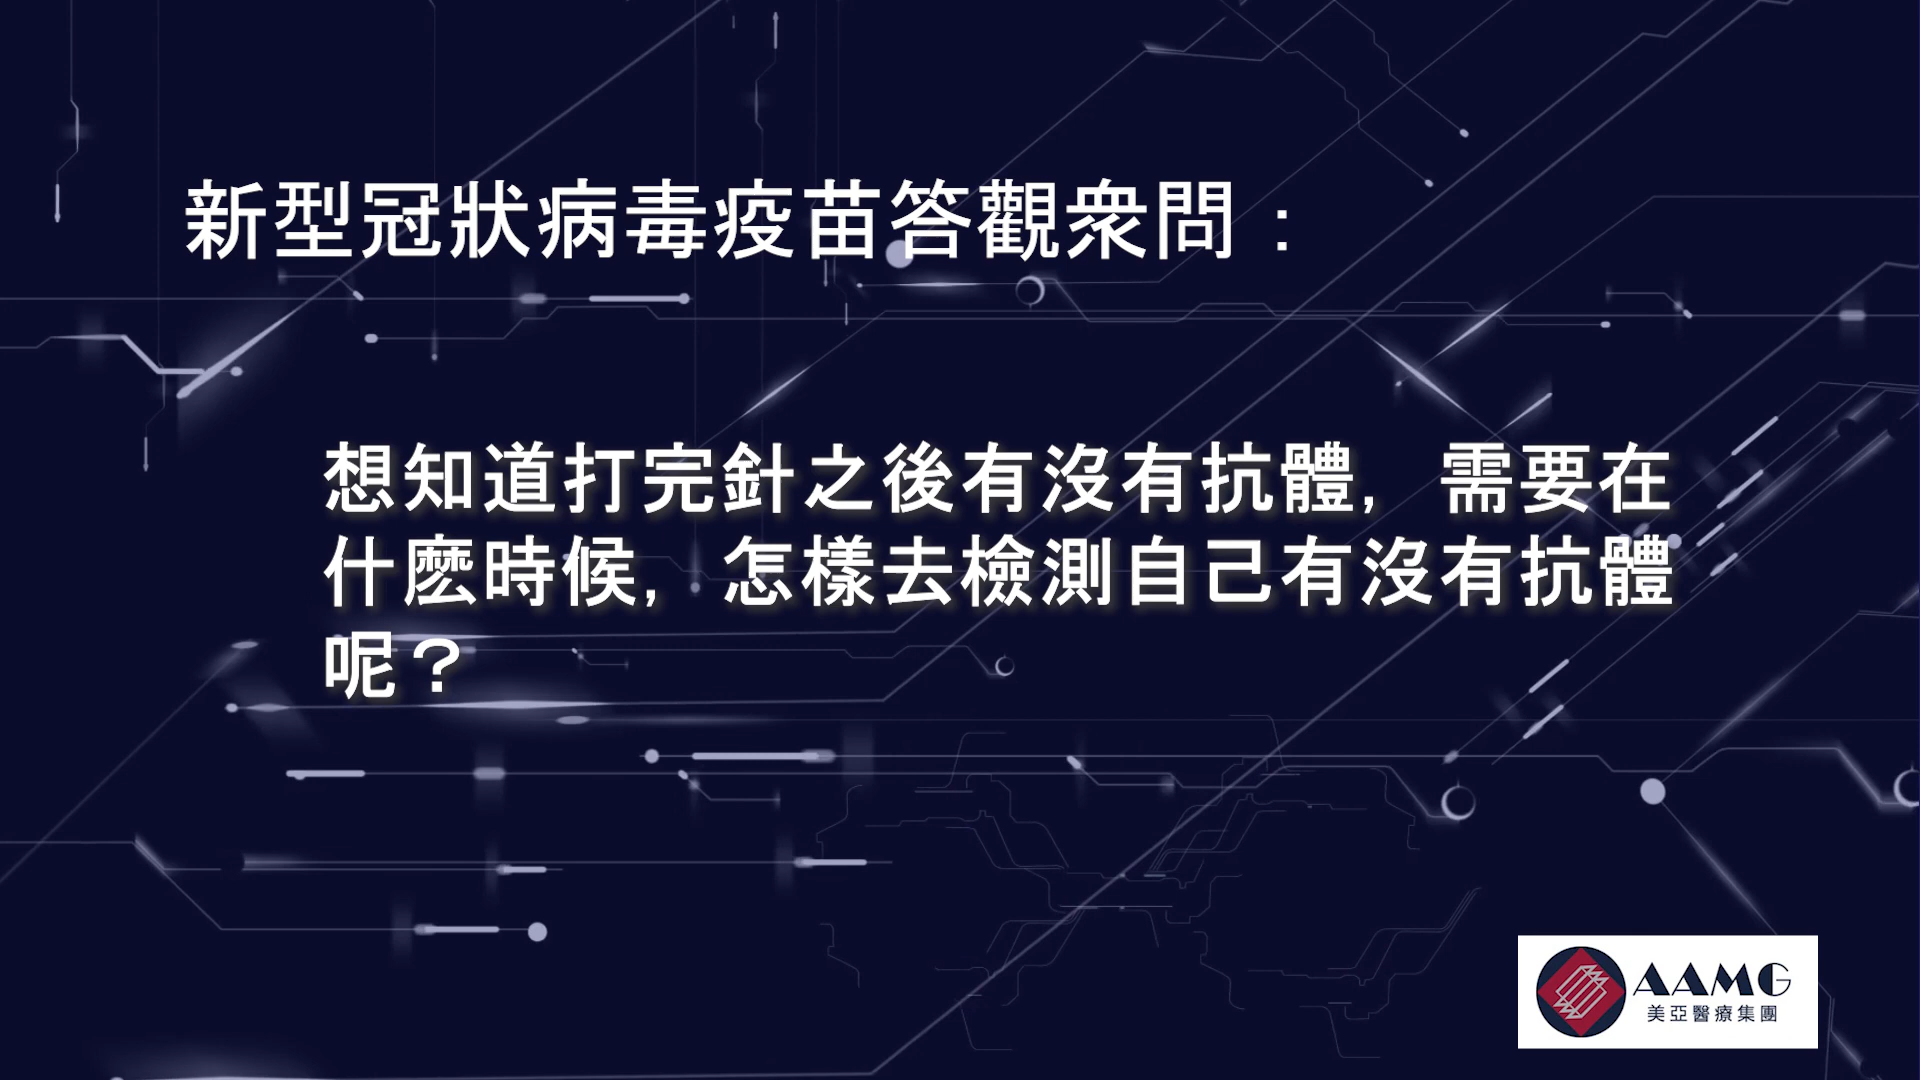 新型冠狀病毒疫苗答觀衆問：
想知道打完針之後有沒有抗體，需要在
什麽時候，怎樣去檢測自己有沒有抗體
呢？
AAMG
美亞醫療集團